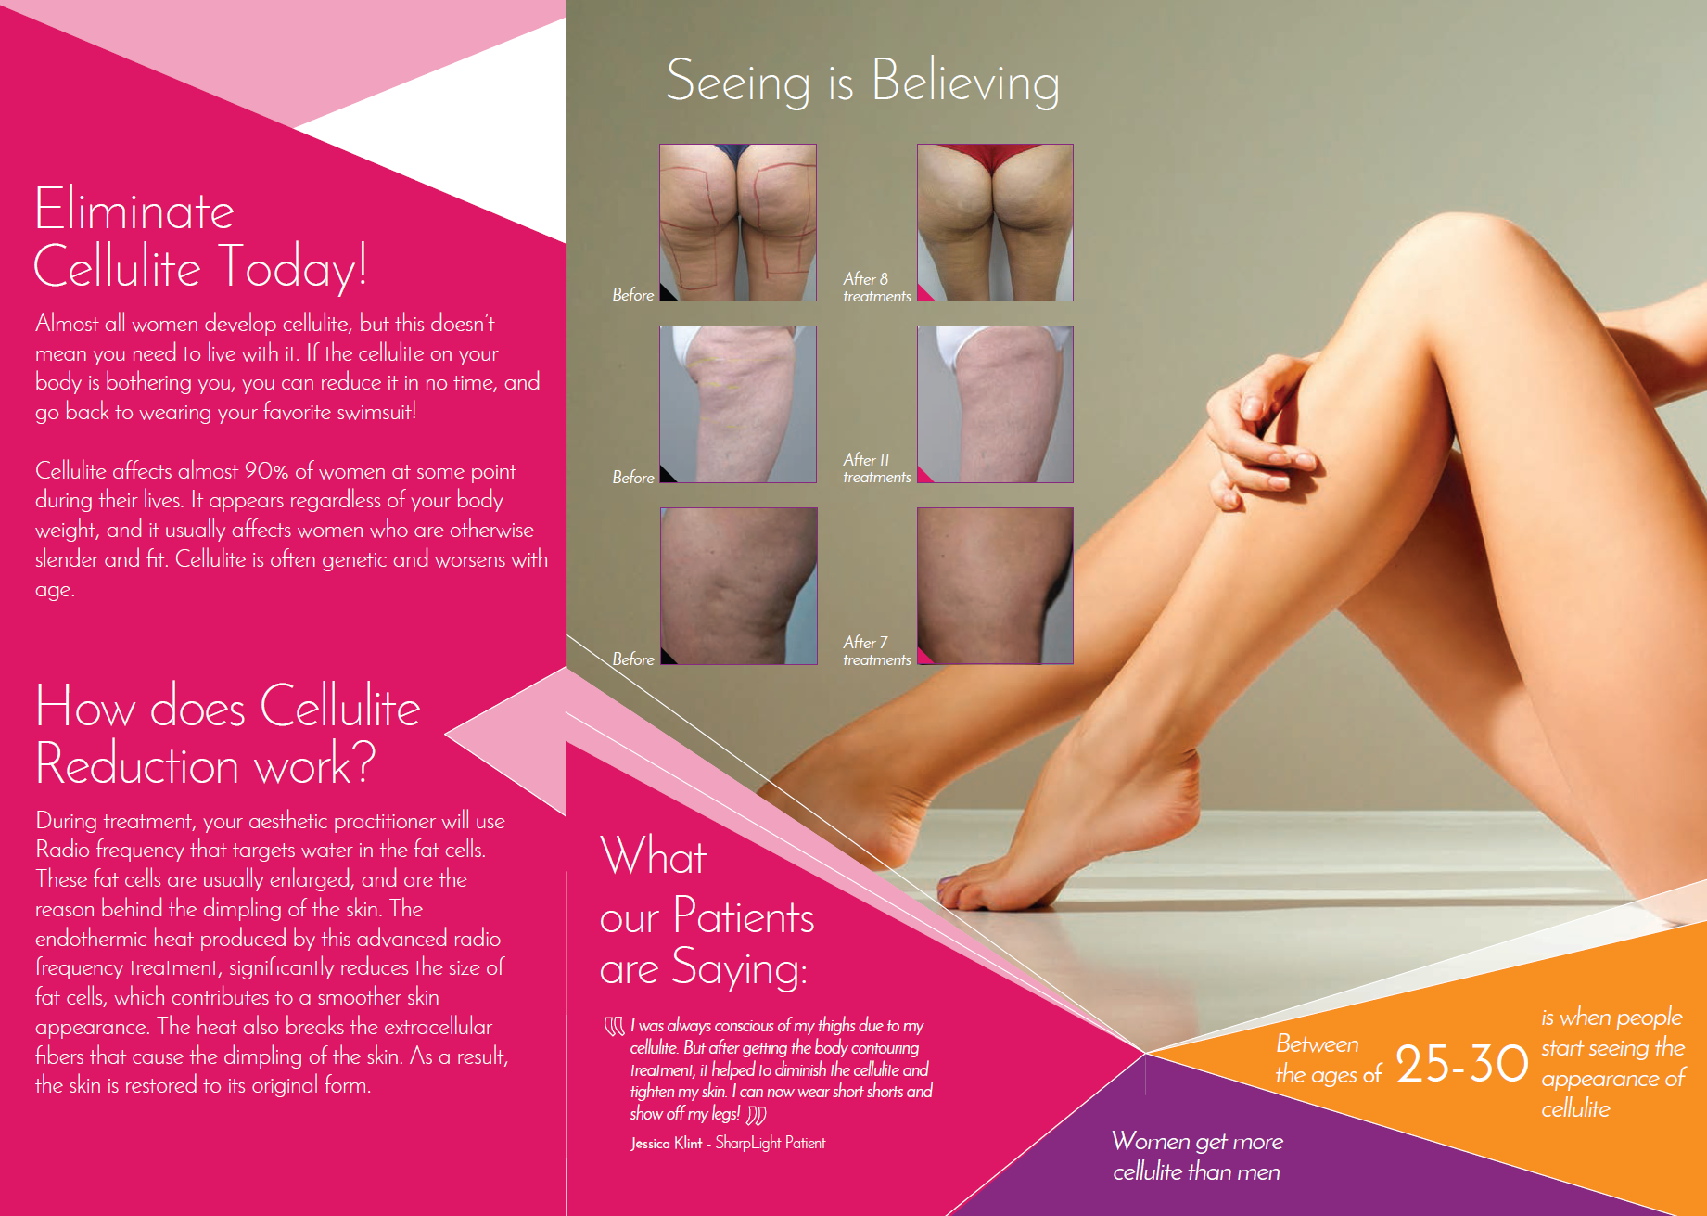 Eliminate
Cellulite Today!
Almost all women develop cellulite, but this doesn't
mean you need to live with it. If the cellulite on your
body is bothering you, you can reduce it in no time, and
go back to wearing your favorite swimsuit!
Cellulite affects almost 90% of women at some point
during their lives. It appears regardless of your body
weight, and it usually affects women who are otherwise
slender and fit. Cellulite is often genetic and worsens with
age.
How does Cellulite
Reduction work?
During treatment, your aesthetic practitioner will use
Radio frequency that targets water in the fat cells.
These fat cells are usually enlarged, and are the
reason behind the dimpling of the skin. The
endothermic heat produced by this advanced radio
frequency treatment, significantly reduces the size of
fat cells, which contributes to a smoother skin
appearance. The heat also breaks the extracellular
fibers that cause the dimpling of the skin. As a result,
the skin is restored to its original form.
Seeing is Believing
Before
After 8
treatments
Before
After 11
treatments
Before
After 7
treatments
What
our Patients
are Saying:
"I was always conscious of my thighs due to my
cellulite. But after getting the body contouring
treatment, it helped to diminish the cellulite and
tighten my skin. I can now wear short shorts and
show off my legs!"
Jessica Klint - SharpLight Patient
Women get more
cellulite than men
Between
the ages of 25-30
is when people
start seeing the
appearance of
cellulite